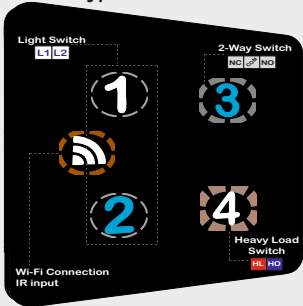 Light Switch
L1 L2
1
2-Way Switch
NC COM NO
3
2
4
Heavy Load
Switch
HL HO
Wi-Fi Connection
IR input